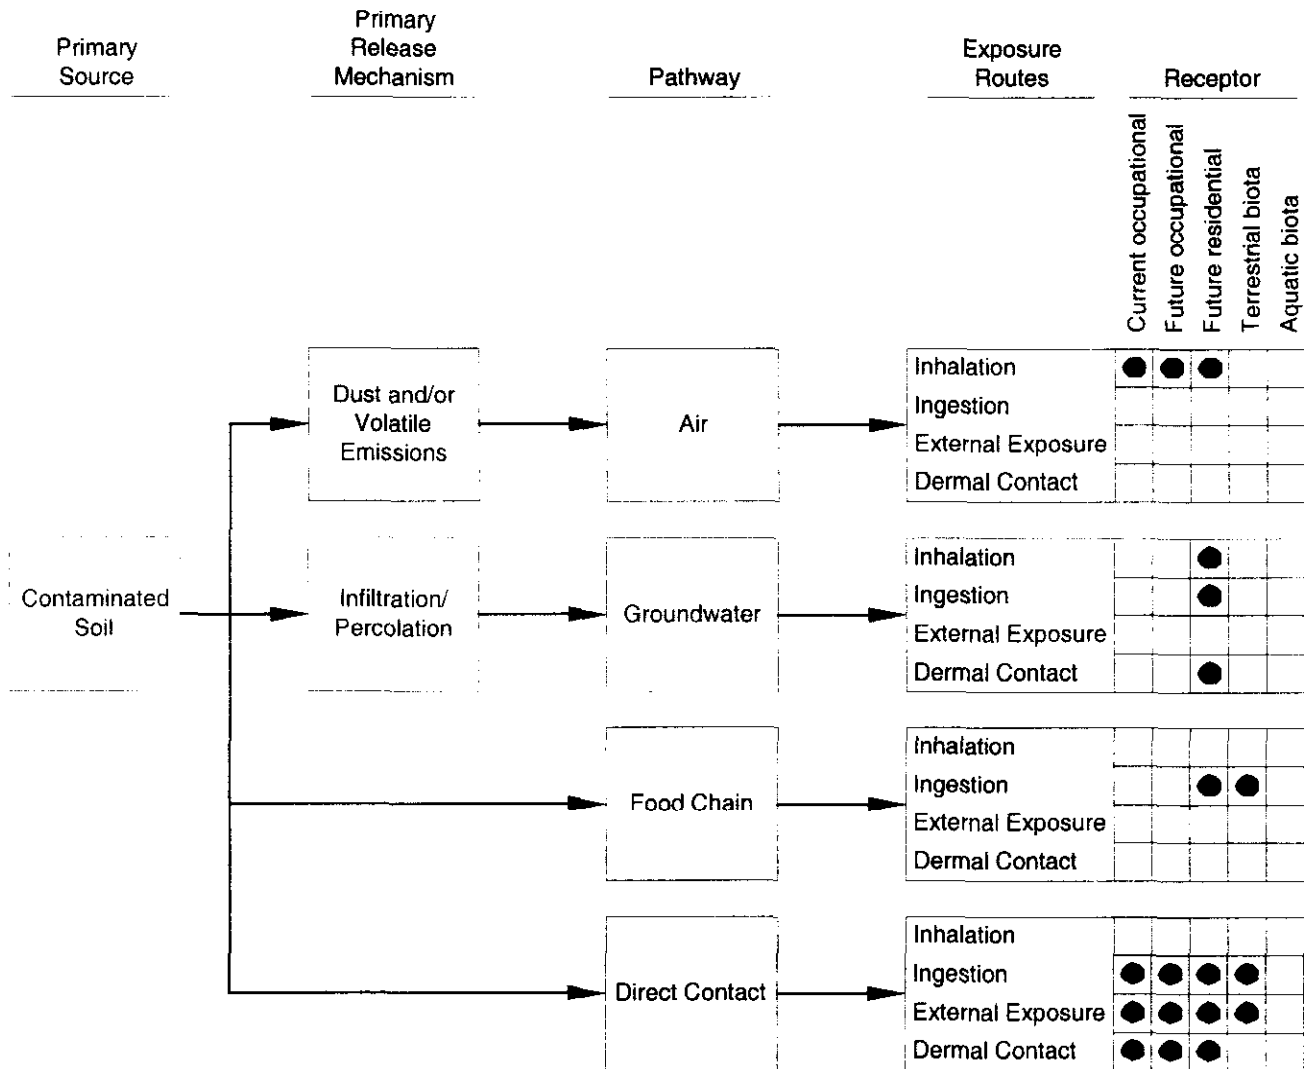 Primary
Source
Primary
Release
Mechanism
Pathway
Exposure
Routes
Receptor
Current occupational
Future occupational
Future residential
Terrestrial biota
Aquatic biota
Dust and/or
Volatile
Emissions
Air
Inhalation
Ingestion
External Exposure
Dermal Contact
Contaminated
Soil
Infiltration/
Percolation
Groundwater
Inhalation
Ingestion
External Exposure
Dermal Contact
Food Chain
Inhalation
Ingestion
External Exposure
Dermal Contact
Direct Contact
Inhalation
Ingestion
External Exposure
Dermal Contact